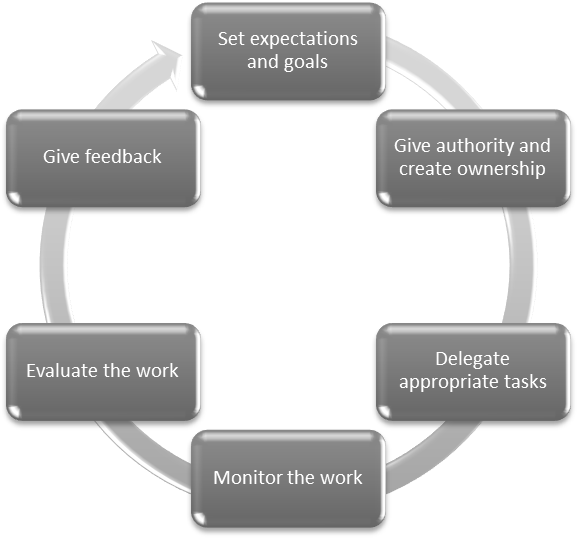 Set expectations
and goals
Give authority and
create ownership
Delegate
appropriate tasks
Monitor the work
Evaluate the work
Give feedback